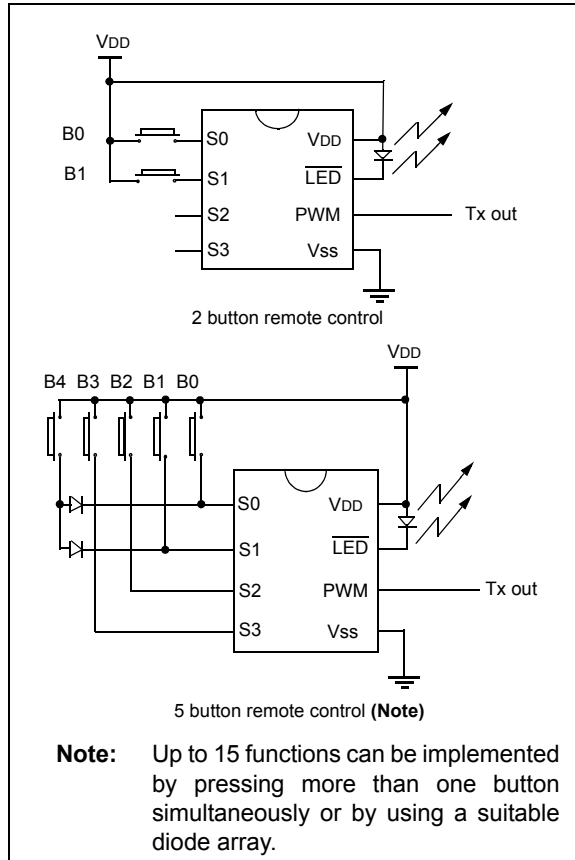 VDD
B0
B1
S0
S1
S2
S3
VDD
LED
PWM
Vss
Tx out
2 button remote control
VDD
B4 B3 B2 B1 B0
S0
S1
S2
S3
VDD
LED
PWM
Vss
Tx out
5 button remote control (Note)
Note: Up to 15 functions can be implemented
by pressing more than one button
simultaneously or by using a suitable
diode array.